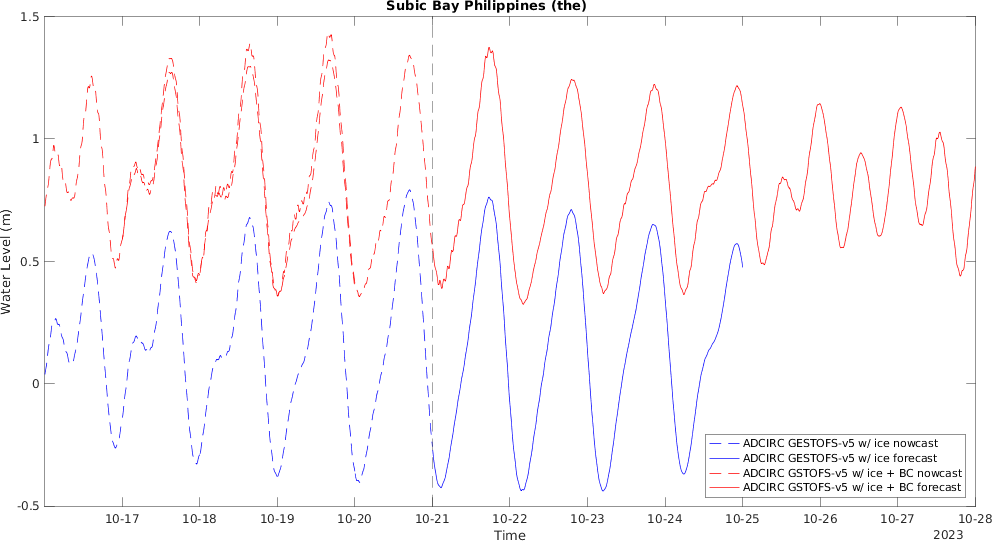 Subic Bay Philippines (the)
1.5
1
0.5
0
-0.5
Water Level (m)
ADCIRC GESTOFS-v5 w/ ice nowcast
ADCIRC GESTOFS-v5 w/ ice forecast
ADCIRC GSTOFS-v5 w/ ice + BC nowcast
ADCIRC GSTOFS-v5 w/ ice + BC forecast
10-17 10-18 10-19 10-20 10-21 10-22 10-23 10-24 10-25 10-26 10-27 10-28
Time
2023